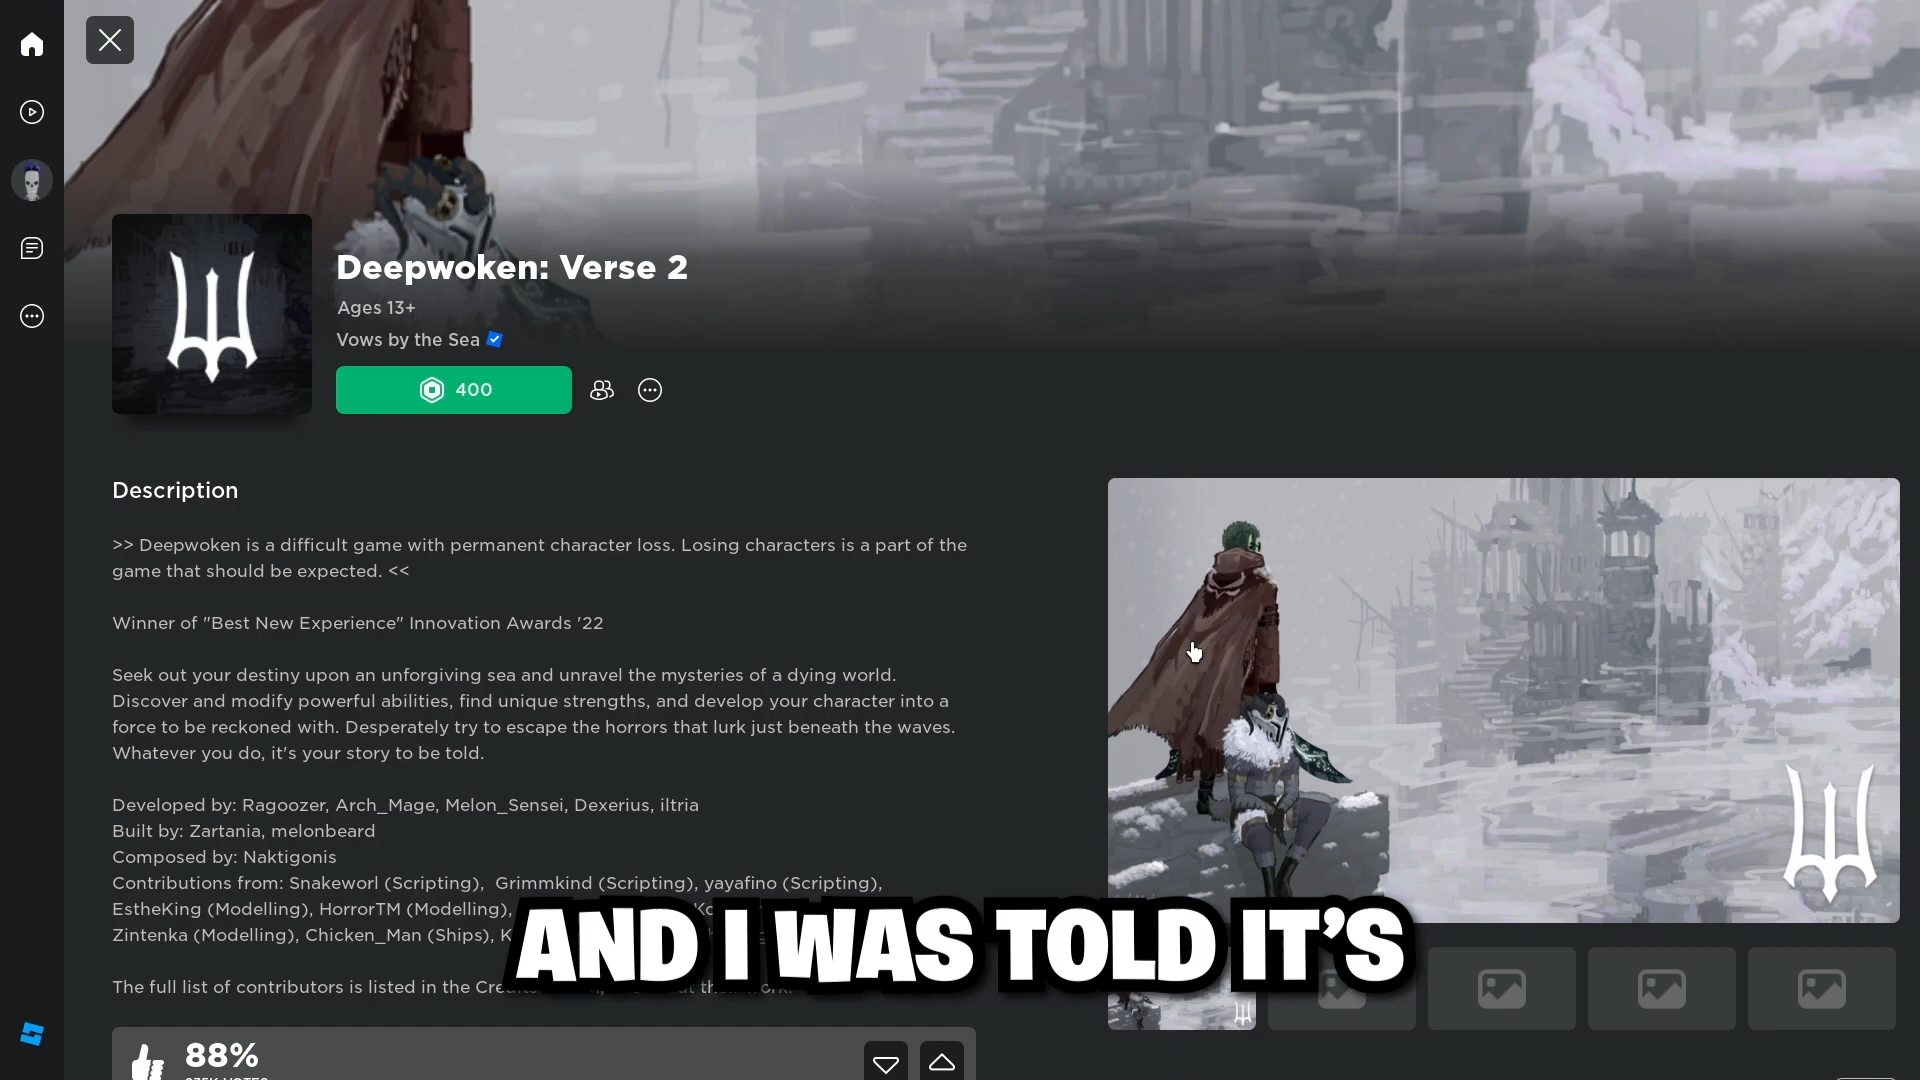 Deepwoken: Verse 2
Ages 13+
Vows by the Sea
400
Description
>> Deepwoken is a difficult game with permanent character loss. Losing characters is a part of the
game that should be expected. <<
Winner of "Best New Experience" Innovation Awards '22
Seek out your destiny upon an unforgiving sea and unravel the mysteries of a dying world.
Discover and modify powerful abilities, find unique strengths, and develop your character into a
force to be reckoned with. Desperately try to escape the horrors that lurk just beneath the waves.
Whatever you do, it's your story to be told.
Developed by: Ragoozer, Arch_Mage, Melon_Sensei, Dexerius, iltria
Built by: Zartania, melonbeard
Composed by: Naktigonis
Contributions from: Snakeworl (Scripting), Grimmkind (Scripting), yayafino (Scripting),
EstheKing (Modelling), HorrorTM (Modelling),
Zintenka (Modelling), Chicken_Man (Ships),
AND I WAS TOLD IT'S
The full list of contributors is listed in the
88%